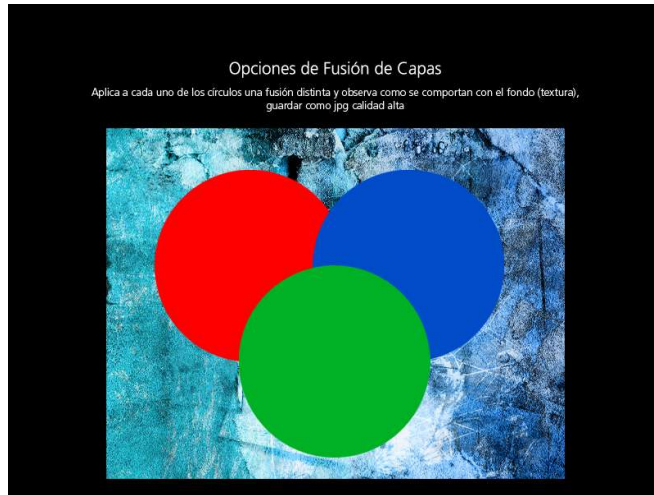 Opciones de Fusión de Capas
Aplica a cada uno de los círculos una fusión distinta y observa como se comportan con el fondo (textura),
guardar como jpg calidad alta